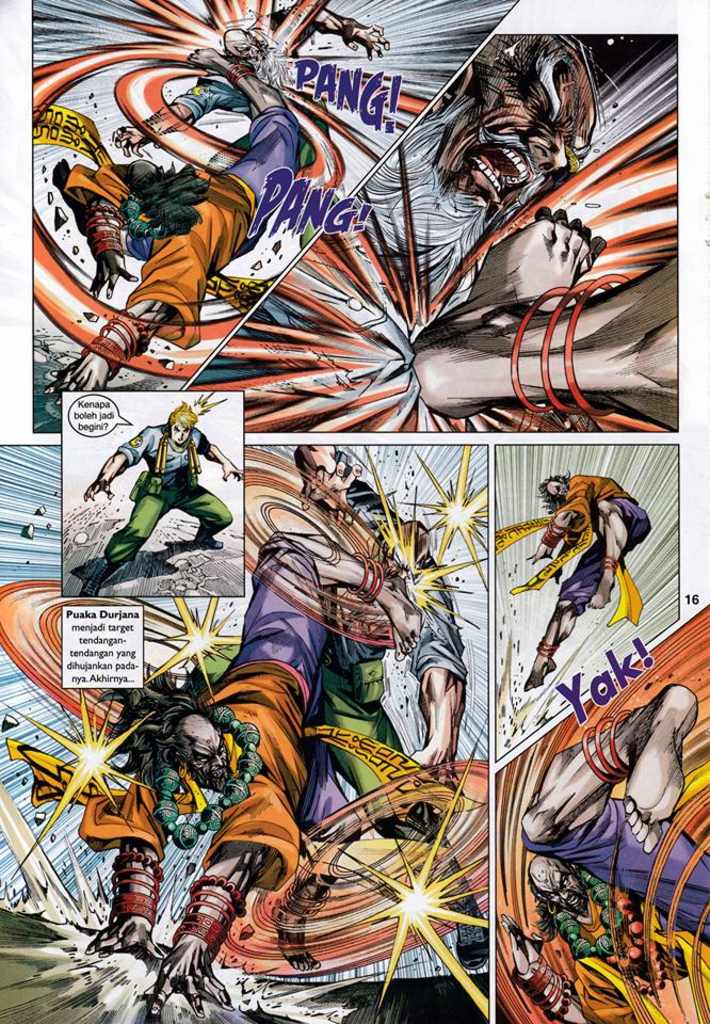 PANG!
PANG!
Kenapa
boleh jadi
begini?
Puaka Durjana
menjadi target
tendangan-
tendangan yang
dihujankan pada-
nya. Akhirnya...
16
Yak!